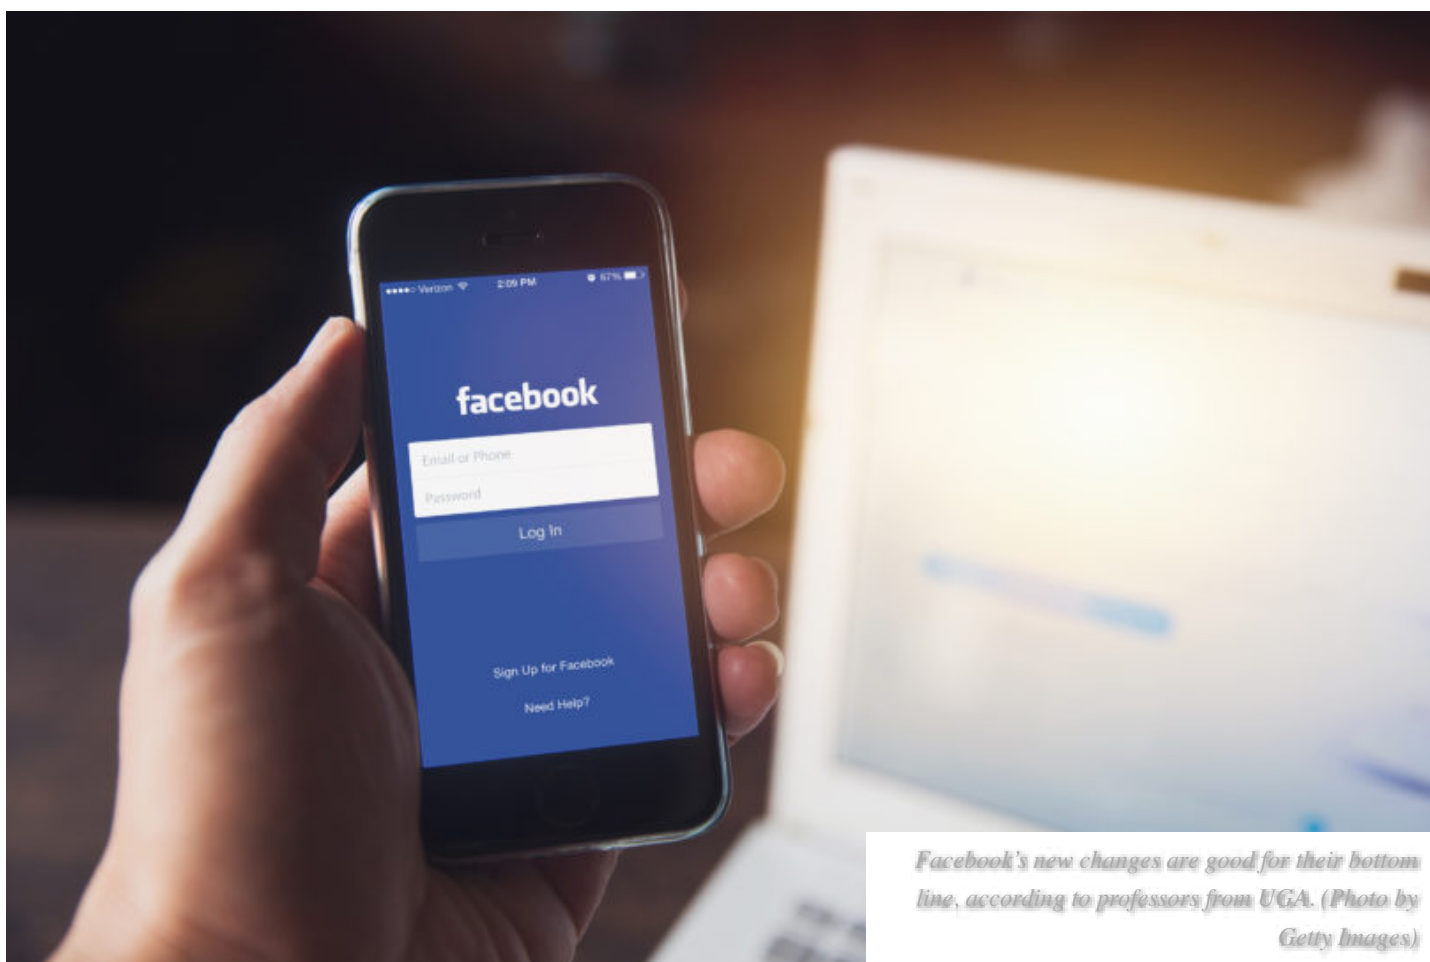 Verizon 2:09 PM 67%
facebook
Email or Phone
Password
Log In
Sign Up for Facebook
Need Help?
Facebook’s new changes are good for their bottom
line, according to professors from UGA. (Photo by
Getty Images)